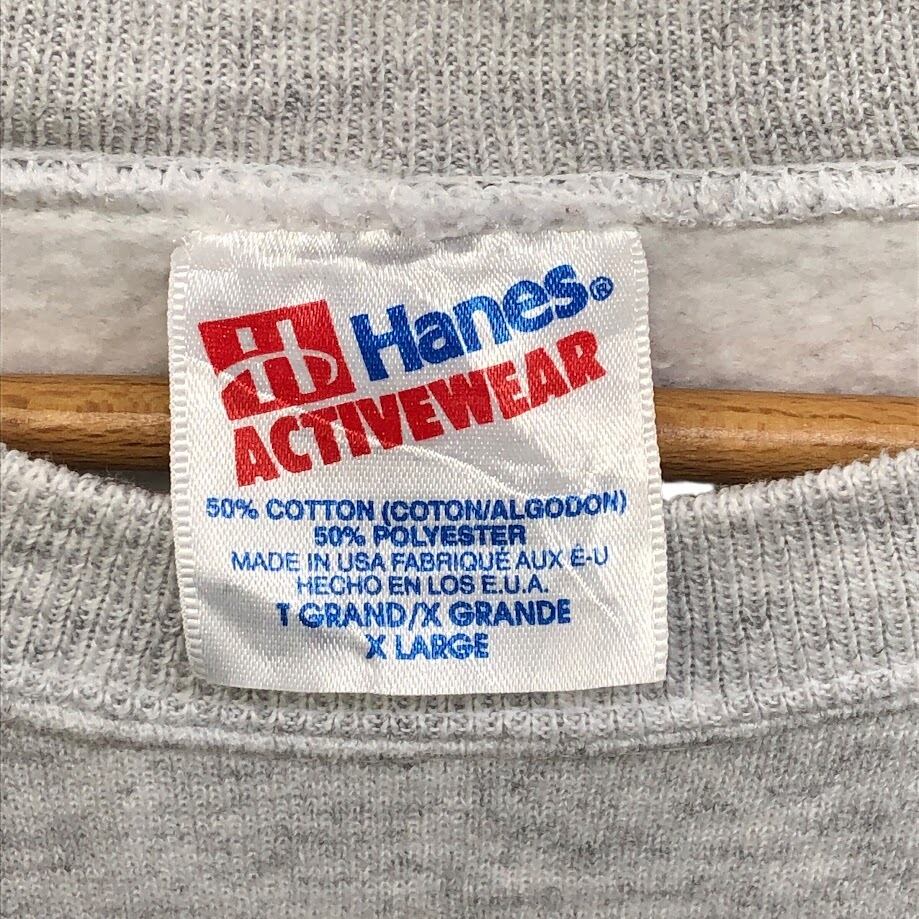 Hanes®
ACTIVEWEAR
50% COTTON (COTON/ALGODON)
50% POLYESTER
MADE IN USA FABRIQUÉ AUX É-U
HECHO EN LOS E.U.A.
T GRAND/X GRANDE
X LARGE